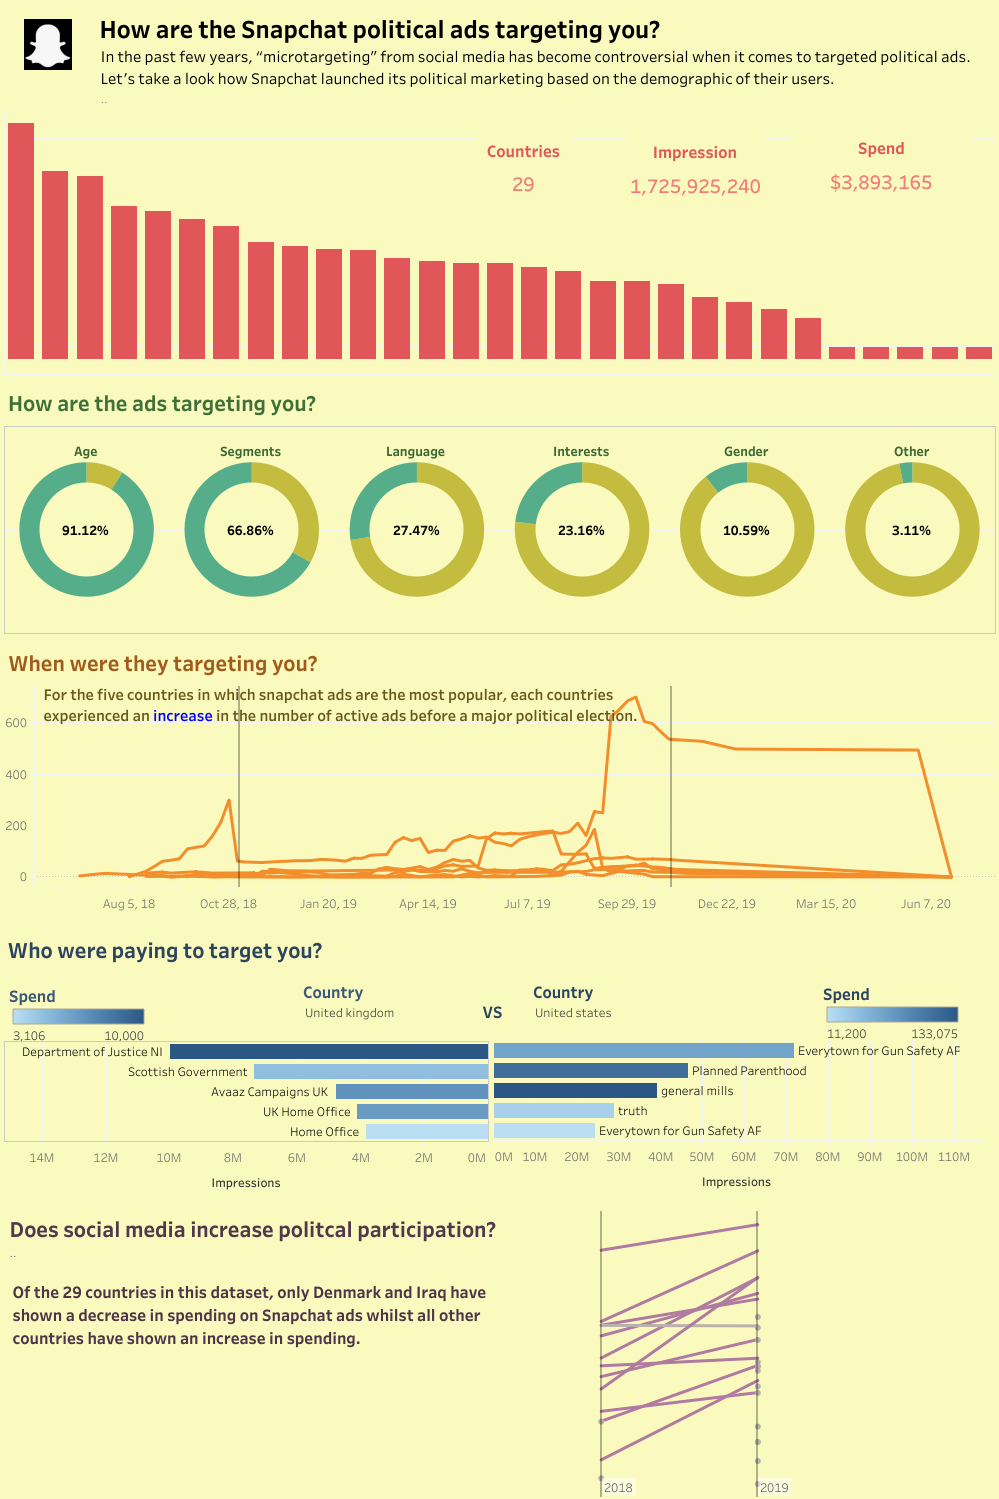 How are the Snapchat political ads targeting you?
In the past few years, “microtargeting” from social media has become controversial when it comes to targeted political ads.
Let’s take a look how Snapchat launched its political marketing based on the demographic of their users.
..
Countries
29
Impression
1,725,925,240
Spend
$3,893,165
How are the ads targeting you?
Age
91.12%
Segments
66.86%
Language
27.47%
Interests
23.16%
Gender
10.59%
Other
3.11%
When were they targeting you?
For the five countries in which snapchat ads are the most popular, each countries
experienced an increase in the number of active ads before a major political election.
600
400
200
0
Aug 5, 18
Oct 28, 18
Jan 20, 19
Apr 14, 19
Jul 7, 19
Sep 29, 19
Dec 22, 19
Mar 15, 20
Jun 7, 20
Who were paying to target you?
Spend
3,106 10,000
Country
United kingdom
VS
Country
United states
Spend
11,200 133,075
Department of Justice NI
Scottish Government
Avaaz Campaigns UK
UK Home Office
Home Office
14M 12M 10M 8M 6M 4M 2M 0M
Impressions
Everytown for Gun Safety AF
Planned Parenthood
general mills
truth
Everytown for Gun Safety AF
0M 10M 20M 30M 40M 50M 60M 70M 80M 90M 100M 110M
Impressions
Does social media increase politcal participation?
..
Of the 29 countries in this dataset, only Denmark and Iraq have
shown a decrease in spending on Snapchat ads whilst all other
countries have shown an increase in spending.
2018
2019